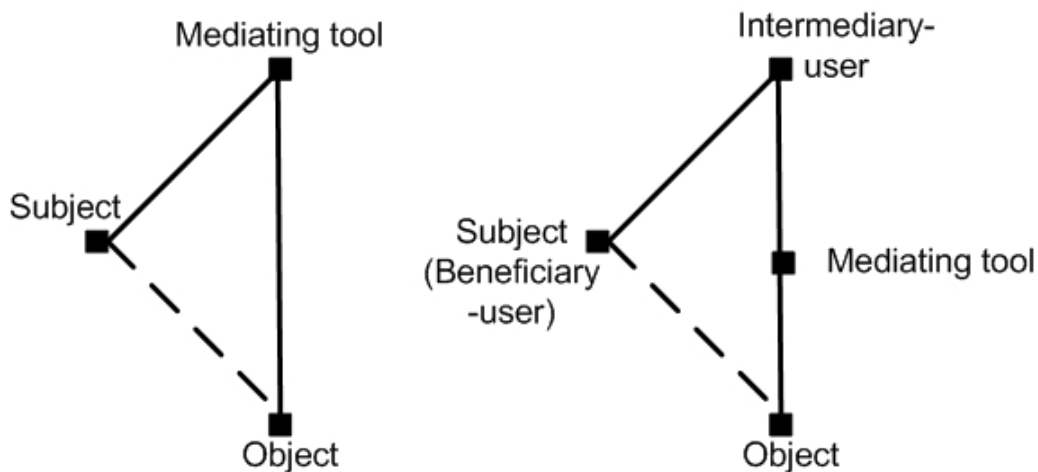 Mediating tool
Subject
Object
Intermediary-
user
Subject
(Beneficiary
-user)
Mediating tool
Object